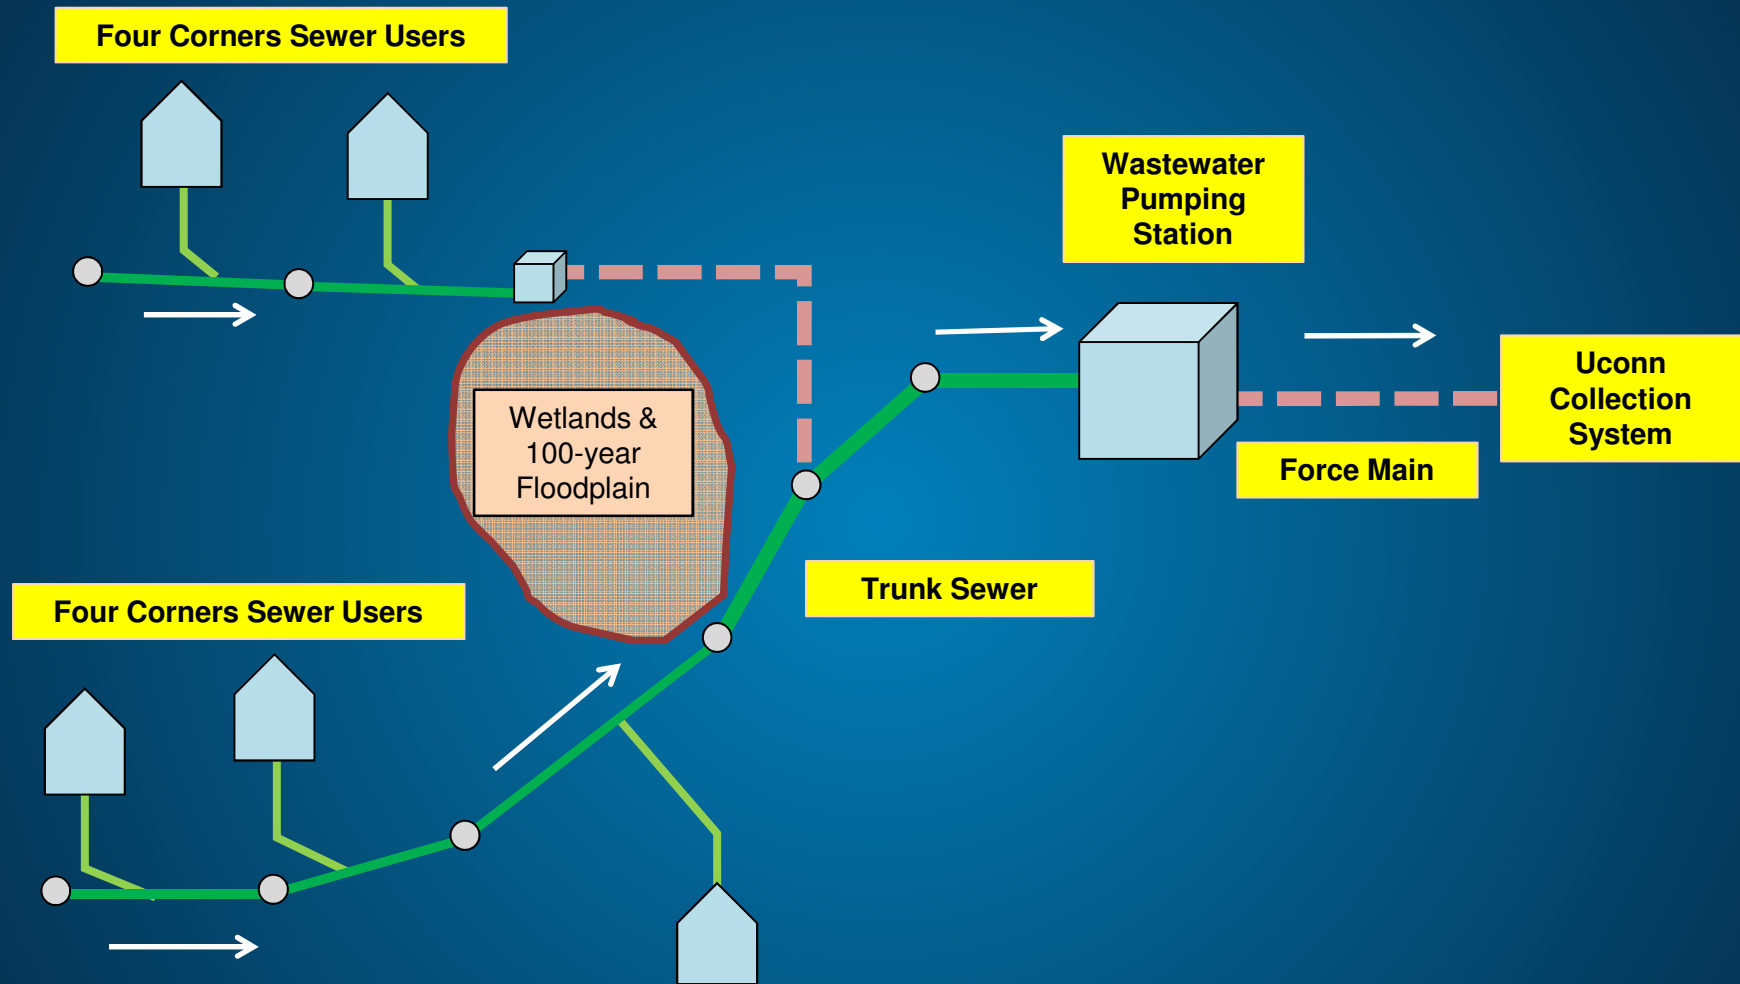 Four Corners Sewer Users
Wastewater
Pumping
Station
Uconn
Collection
System
Wetlands &
100-year
Floodplain
Force Main
Trunk Sewer
Four Corners Sewer Users